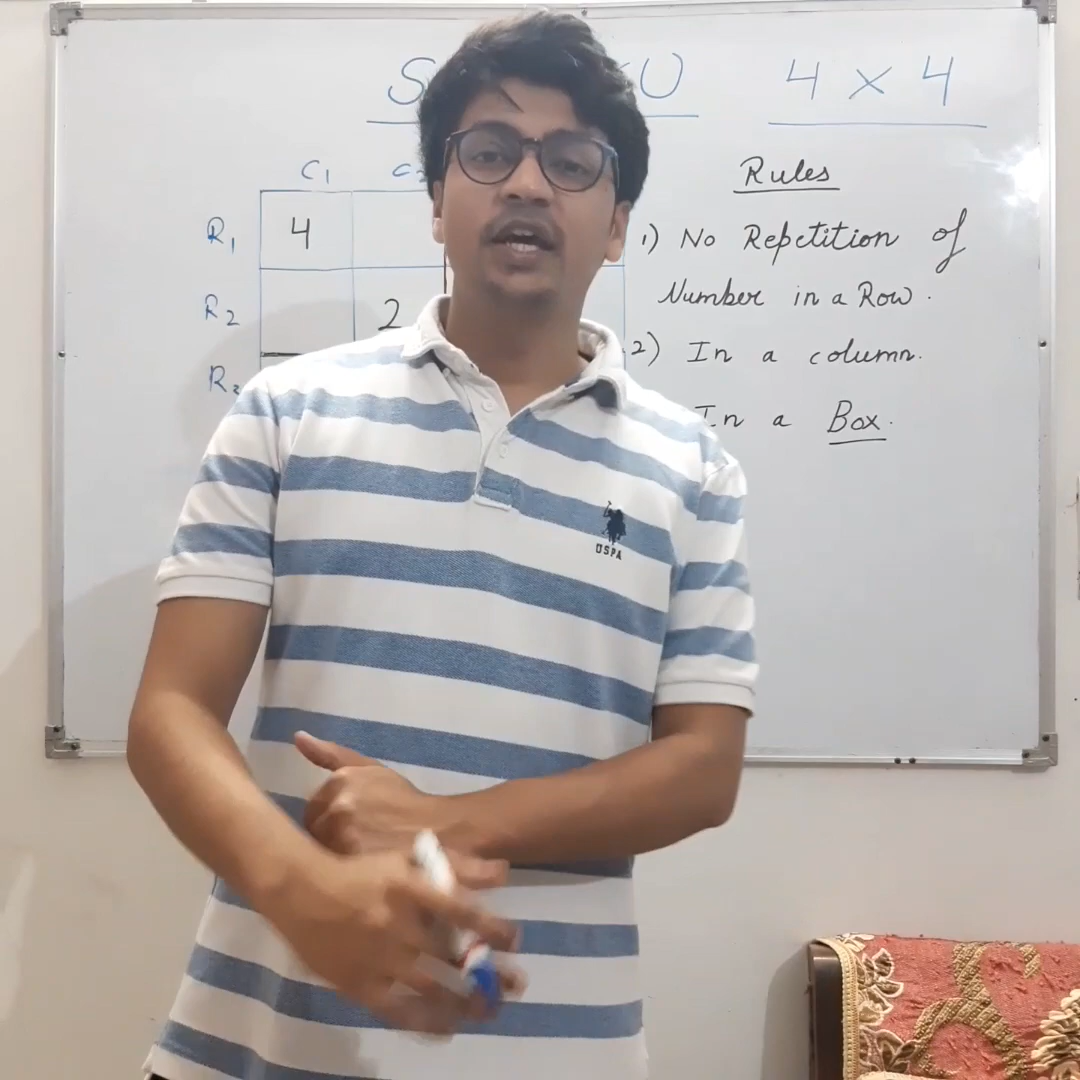 S U 4 x 4
C1 C
R1 4
R2 2
R
Rules
1) No Repetition of
Number in a Row.
2) In a column.
In a Box.
USPA